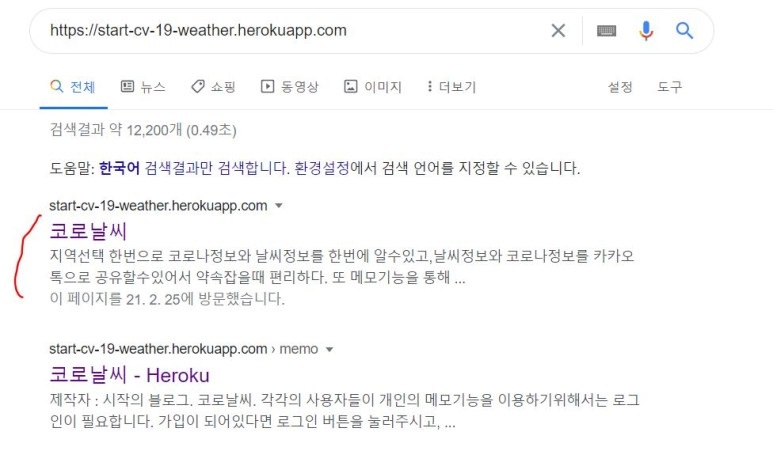 https://start-cv-19-weather.herokuapp.com
전체 뉴스 쇼핑 동영상 이미지 더보기 설정 도구
검색결과 약 12,200개 (0.49초)
도움말: 한국어 검색결과만 검색합니다. 환경설정에서 검색 언어를 지정할 수 있습니다.
start-cv-19-weather.herokuapp.com
코로날씨
지역선택 한번으로 코로나정보와 날씨정보를 한번에 알수있고,날씨정보와 코로나정보를 카카오
톡으로 공유할수있어서 약속잡을때 편리하다. 또 메모기능을 통해 ...
이 페이지를 21. 2. 25에 방문했습니다.
start-cv-19-weather.herokuapp.com › memo
코로날씨 - Heroku
제작자 : 시작의 블로그. 코로날씨. 각각의 사용자들이 개인의 메모기능을 이용하기위해서는 로그
인이 필요합니다. 가입이 되어있다면 로그인 버튼을 눌러주시고, ...